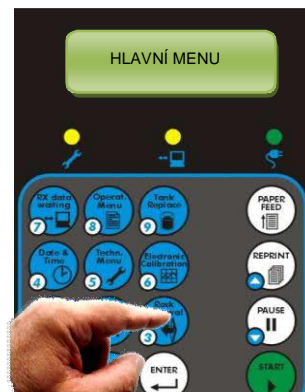 HLAVNÍ MENU
RX data
waiting
7
Operat.
Menu
8
Tank
Replace
9
PAPER
FEED
Date &
Time
4
Techn.
Menu
5
Electronic
Calibration
6
REPRINT
Rack
3
PAUSE
ENTER
START